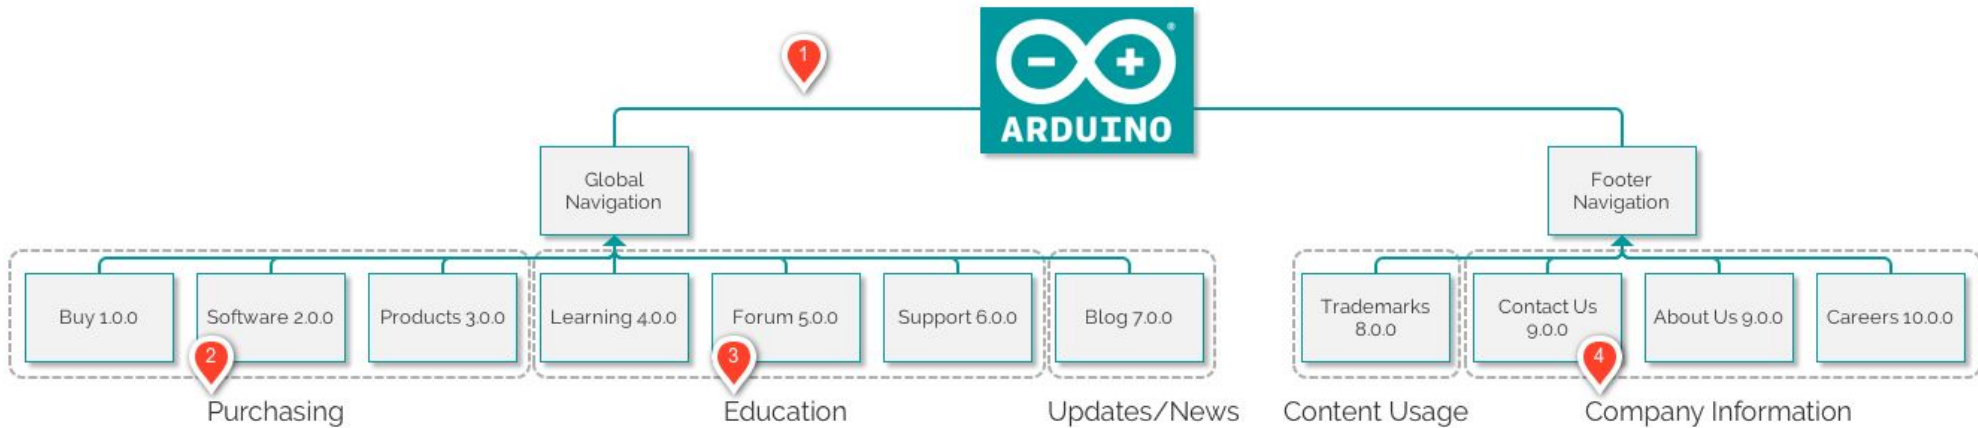 1
®
ARDUINO
Global
Navigation
Footer
Navigation
Buy 1.0.0
Software 2.0.0
Products 3.0.0
Learning 4.0.0
Forum 5.0.0
Support 6.0.0
Blog 7.0.0
Trademarks
8.0.0
Contact Us
9.0.0
About Us 9.0.0
Careers 10.0.0
2
3
4
Purchasing
Education
Updates/News
Content Usage
Company Information